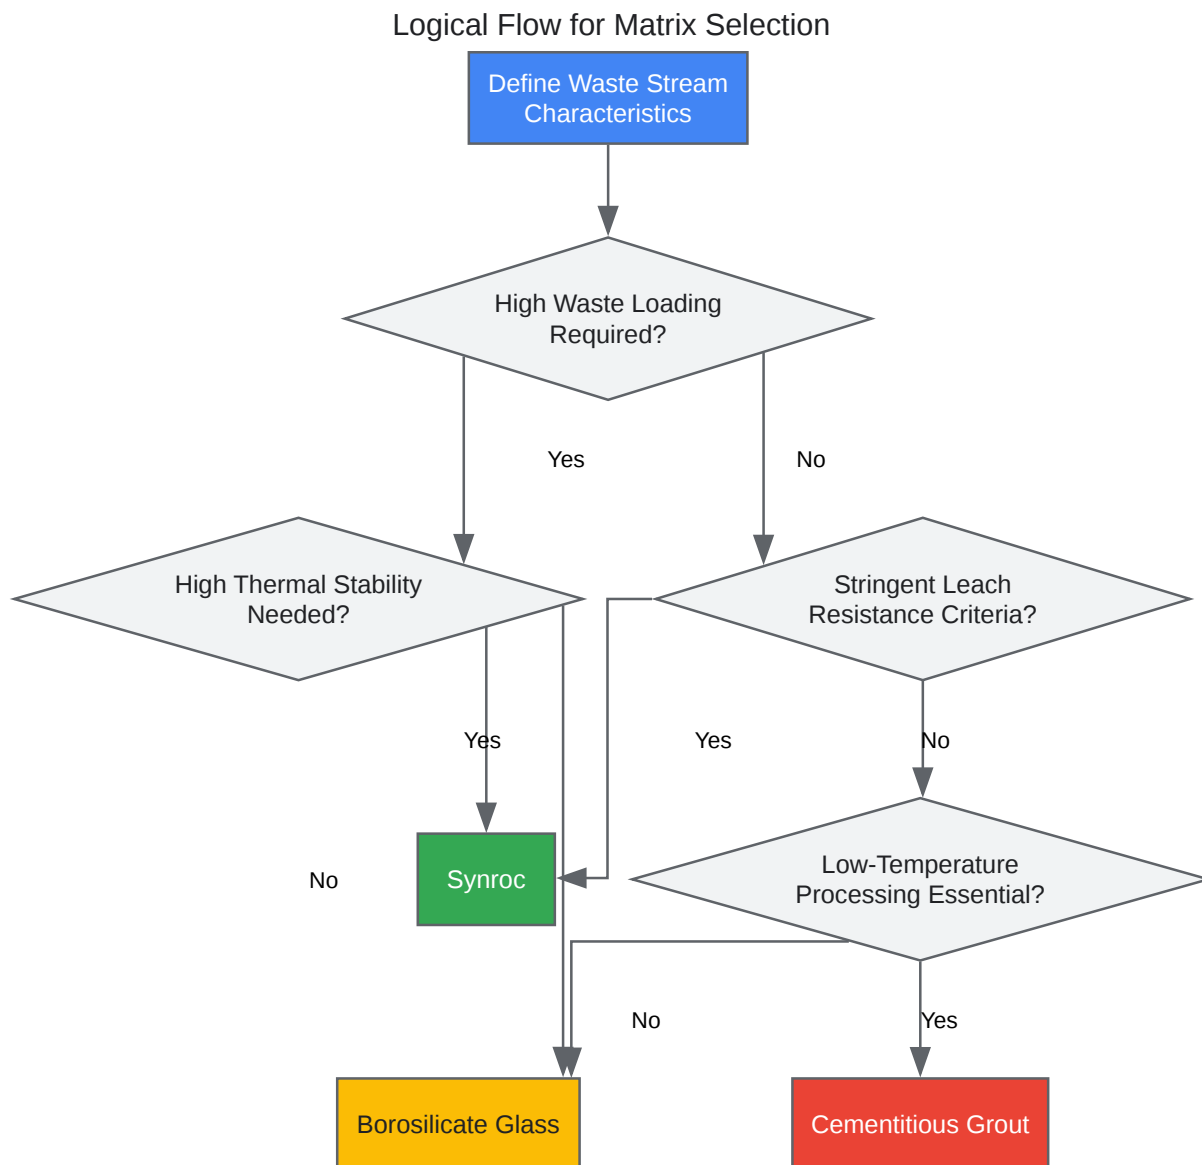 Logical Flow for Matrix Selection
Define Waste Stream
Characteristics
High Waste Loading
Required?
Yes
No
High Thermal Stability
Needed?
Stringent Leach
Resistance Criteria?
Yes
Yes
No
Low-Temperature
Processing Essential?
Synroc
No
No
Yes
Borosilicate Glass
Cementitious Grout